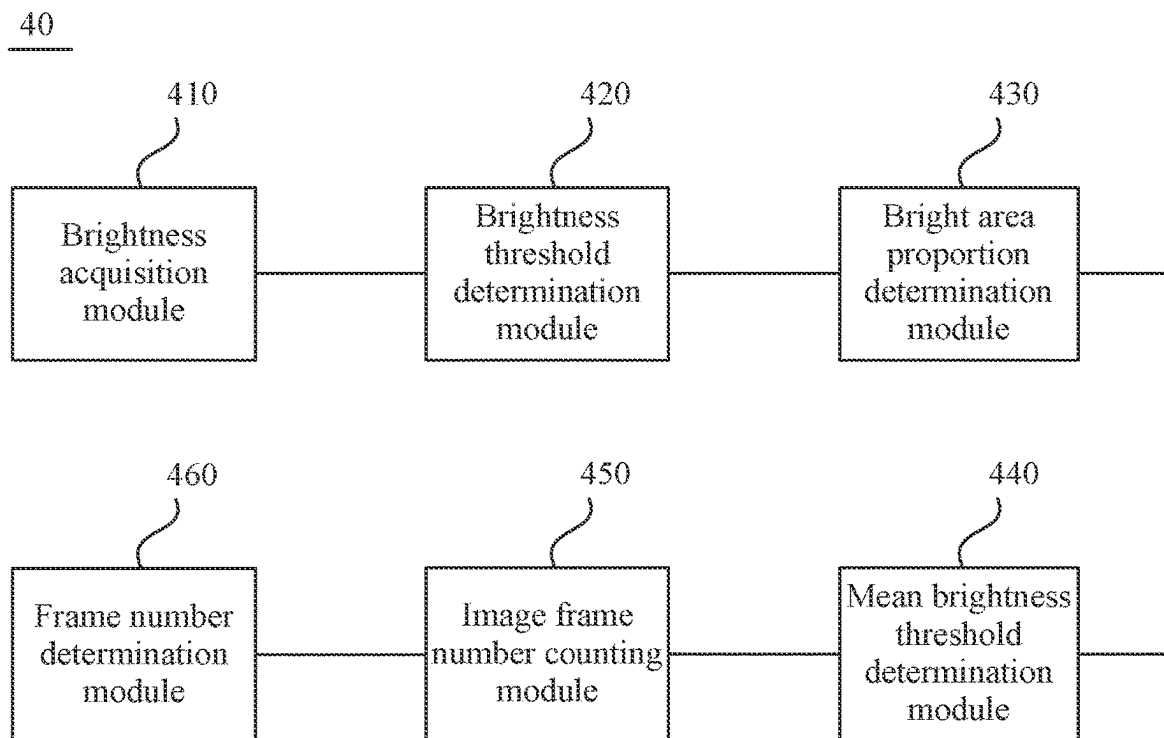 40
410
420
430
Brightness
acquisition
module
Brightness
threshold
determination
module
Bright area
proportion
determination
module
460
450
440
Frame number
determination
module
Image frame
number counting
module
Mean brightness
threshold
determination
module